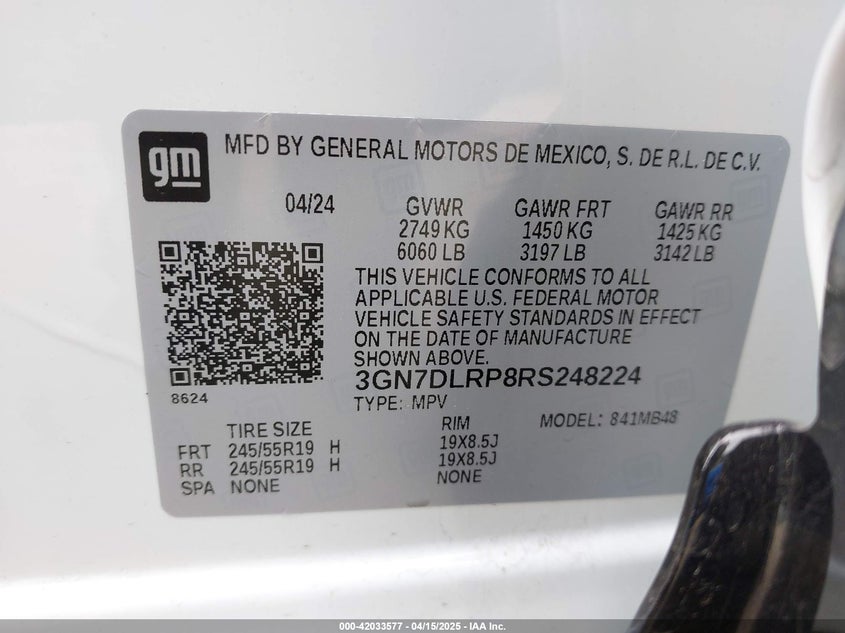 gm
MFD BY GENERAL MOTORS DE MEXICO, S. DE R.L. DE C.V.
04/24 GVWR GAWR FRT GAWR RR
2749 KG 1450 KG 1425 KG
6060 LB 3197 LB 3142 LB
THIS VEHICLE CONFORMS TO ALL
APPLICABLE U.S. FEDERAL MOTOR
VEHICLE SAFETY STANDARDS IN EFFECT
ON THE DATE OF MANUFACTURE
SHOWN ABOVE.
3GN7DLRP8RS248224
8624
TYPE: MPV
MODEL: 841MB48
TIRE SIZE RIM
FRT 245/55R19 H 19X8.5J
RR 245/55R19 H 19X8.5J
SPA NONE NONE
000-42033577 - 04/15/2025 - IAA Inc.